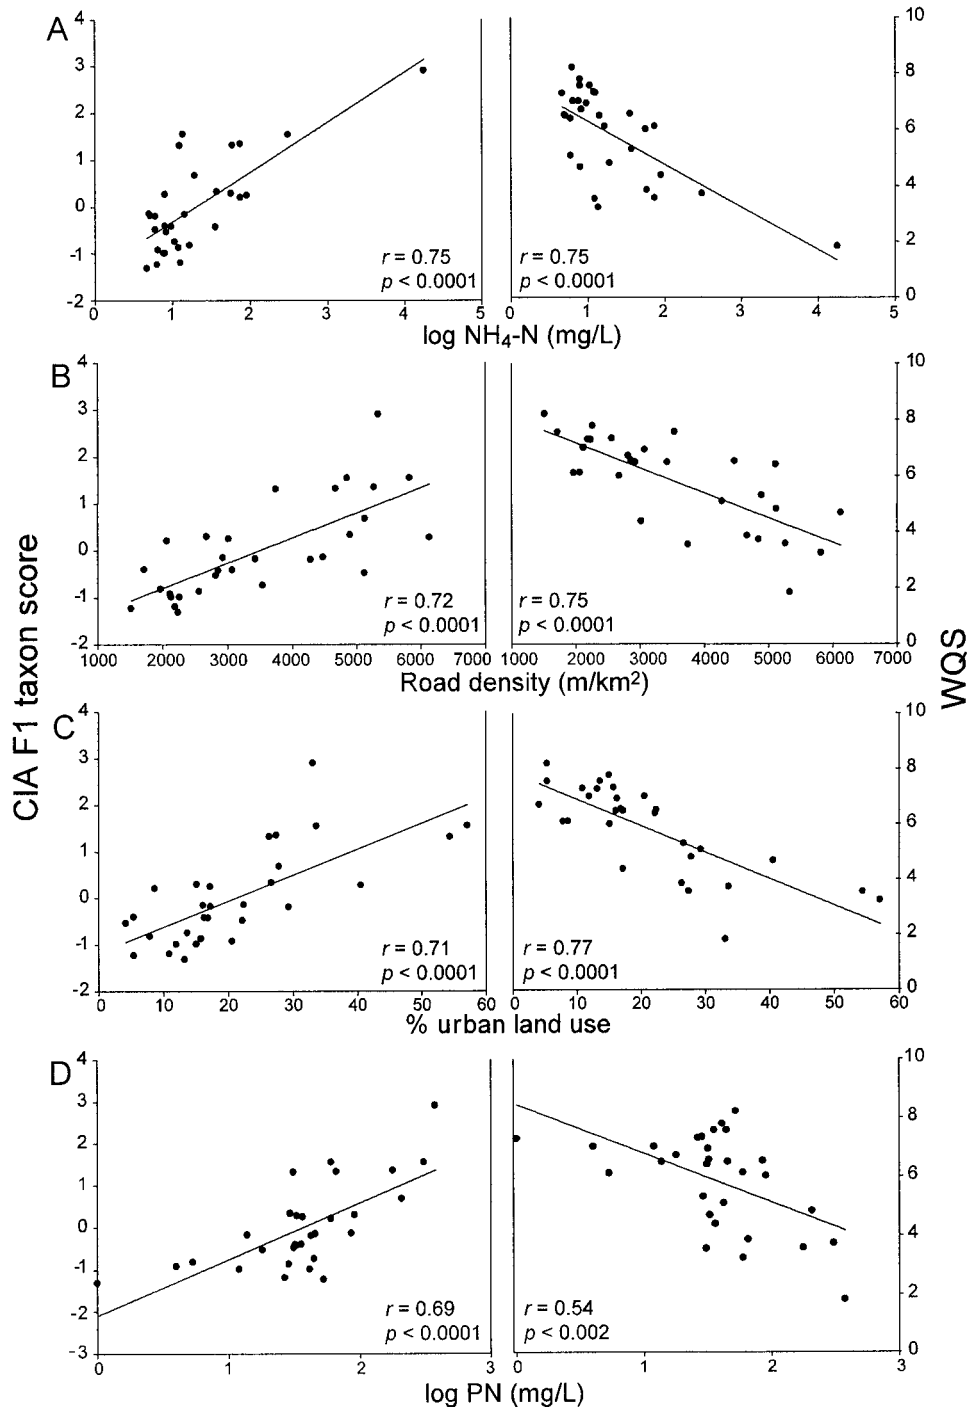 A
4
3
2
1
0
-1
-2
0 1 2 3 4 5
r = 0.75
p < 0.0001
10
8
6
4
2
0
0 1 2 3 4 5
r = 0.75
p < 0.0001
log NH4-N (mg/L)
B
4
3
2
1
0
-1
-2
1000 2000 3000 4000 5000 6000 7000
r = 0.72
p < 0.0001
10
8
6
4
2
0
1000 2000 3000 4000 5000 6000 7000
r = 0.75
p < 0.0001
Road density (m/km²)
CIA F1 taxon score
WQS
C
4
3
2
1
0
-1
-2
0 10 20 30 40 50 60
r = 0.71
p < 0.0001
10
8
6
4
2
0
0 10 20 30 40 50 60
r = 0.77
p < 0.0001
% urban land use
D
4
3
2
1
0
-1
-2
-3
0 1 2 3
r = 0.69
p < 0.0001
10
8
6
4
2
0
0 1 2 3
r = 0.54
p < 0.002
log PN (mg/L)